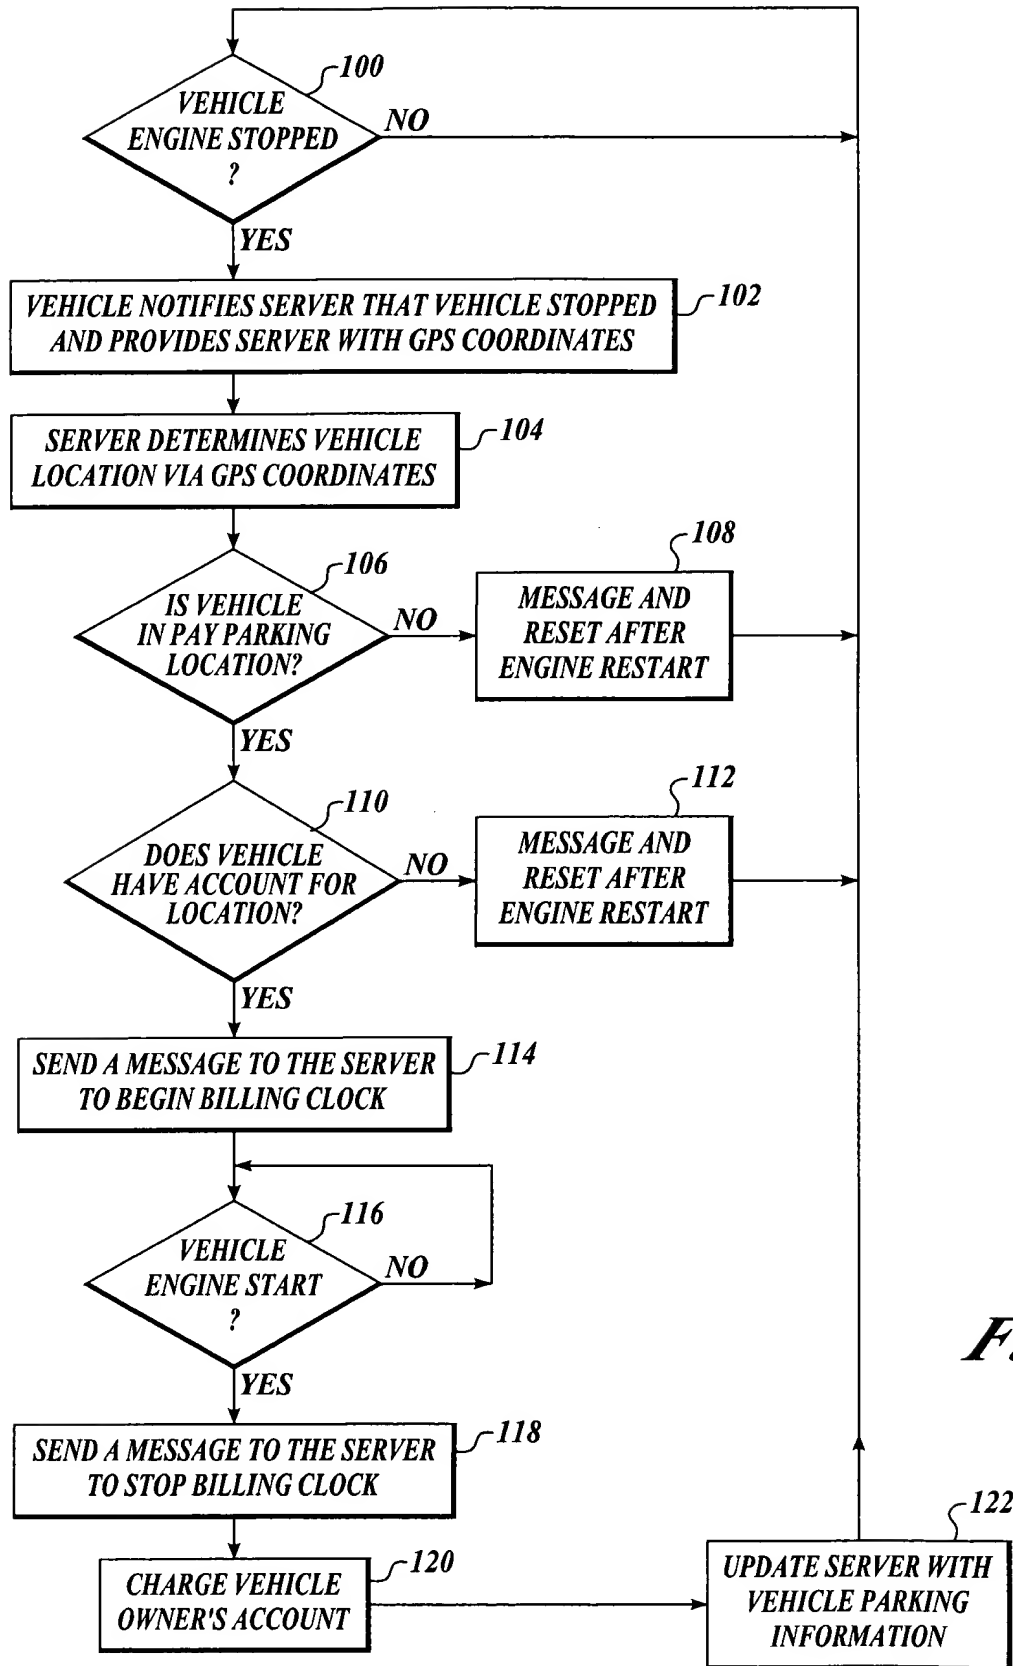 100
VEHICLE
ENGINE STOPPED
?
NO
YES
VEHICLE NOTIFIES SERVER THAT VEHICLE STOPPED
AND PROVIDES SERVER WITH GPS COORDINATES
102
SERVER DETERMINES VEHICLE
LOCATION VIA GPS COORDINATES
104
106
IS VEHICLE
IN PAY PARKING
LOCATION?
NO
108
MESSAGE AND
RESET AFTER
ENGINE RESTART
YES
110
DOES VEHICLE
HAVE ACCOUNT FOR
LOCATION?
NO
112
MESSAGE AND
RESET AFTER
ENGINE RESTART
YES
SEND A MESSAGE TO THE SERVER
TO BEGIN BILLING CLOCK
114
116
VEHICLE
ENGINE START
?
NO
YES
SEND A MESSAGE TO THE SERVER
TO STOP BILLING CLOCK
118
CHARGE VEHICLE
OWNER'S ACCOUNT
120
122
UPDATE SERVER WITH
VEHICLE PARKING
INFORMATION